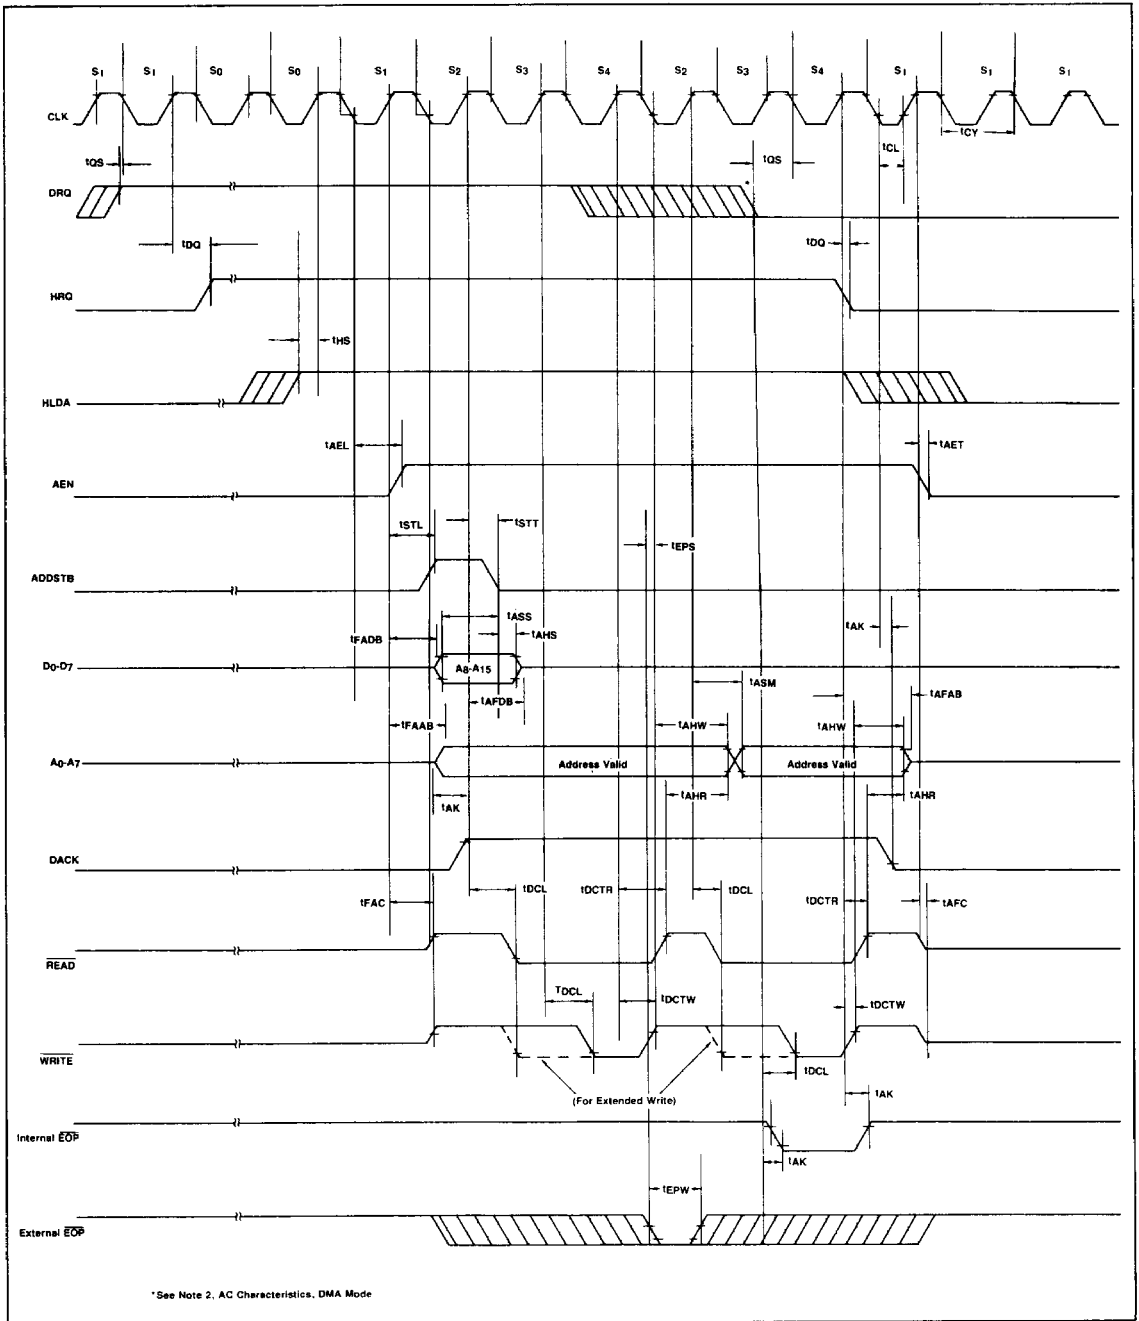 SI SI S0 S0 S1 S2 S3 S4 S2 S3 S4 S1 S1 S1
CLK
tCY
tCL
tQS tQS
DRQ *
tDQ tDQ
HRQ
tHS
HLDA
tAEL tAET
AEN
tSTL tSTT
tEPS
ADDSTB
tASS
tFADB tAHS tAK
D0-D7 A8-A15
tASM
tAFDB tAFAB
tFAAB tAHW tAHW
A0-A7 Address Valid Address Valid
tAK tAHR tAHR
DACK
tDCL tDCTR tDCL tDCTR tAFC
tFAC
READ
TDCL tDCTW tDCTW
WRITE
tDCL
(For Extended Write) tAK
Internal EOP
tAK
tEPW
External EOP
*See Note 2, AC Characteristics, DMA Mode